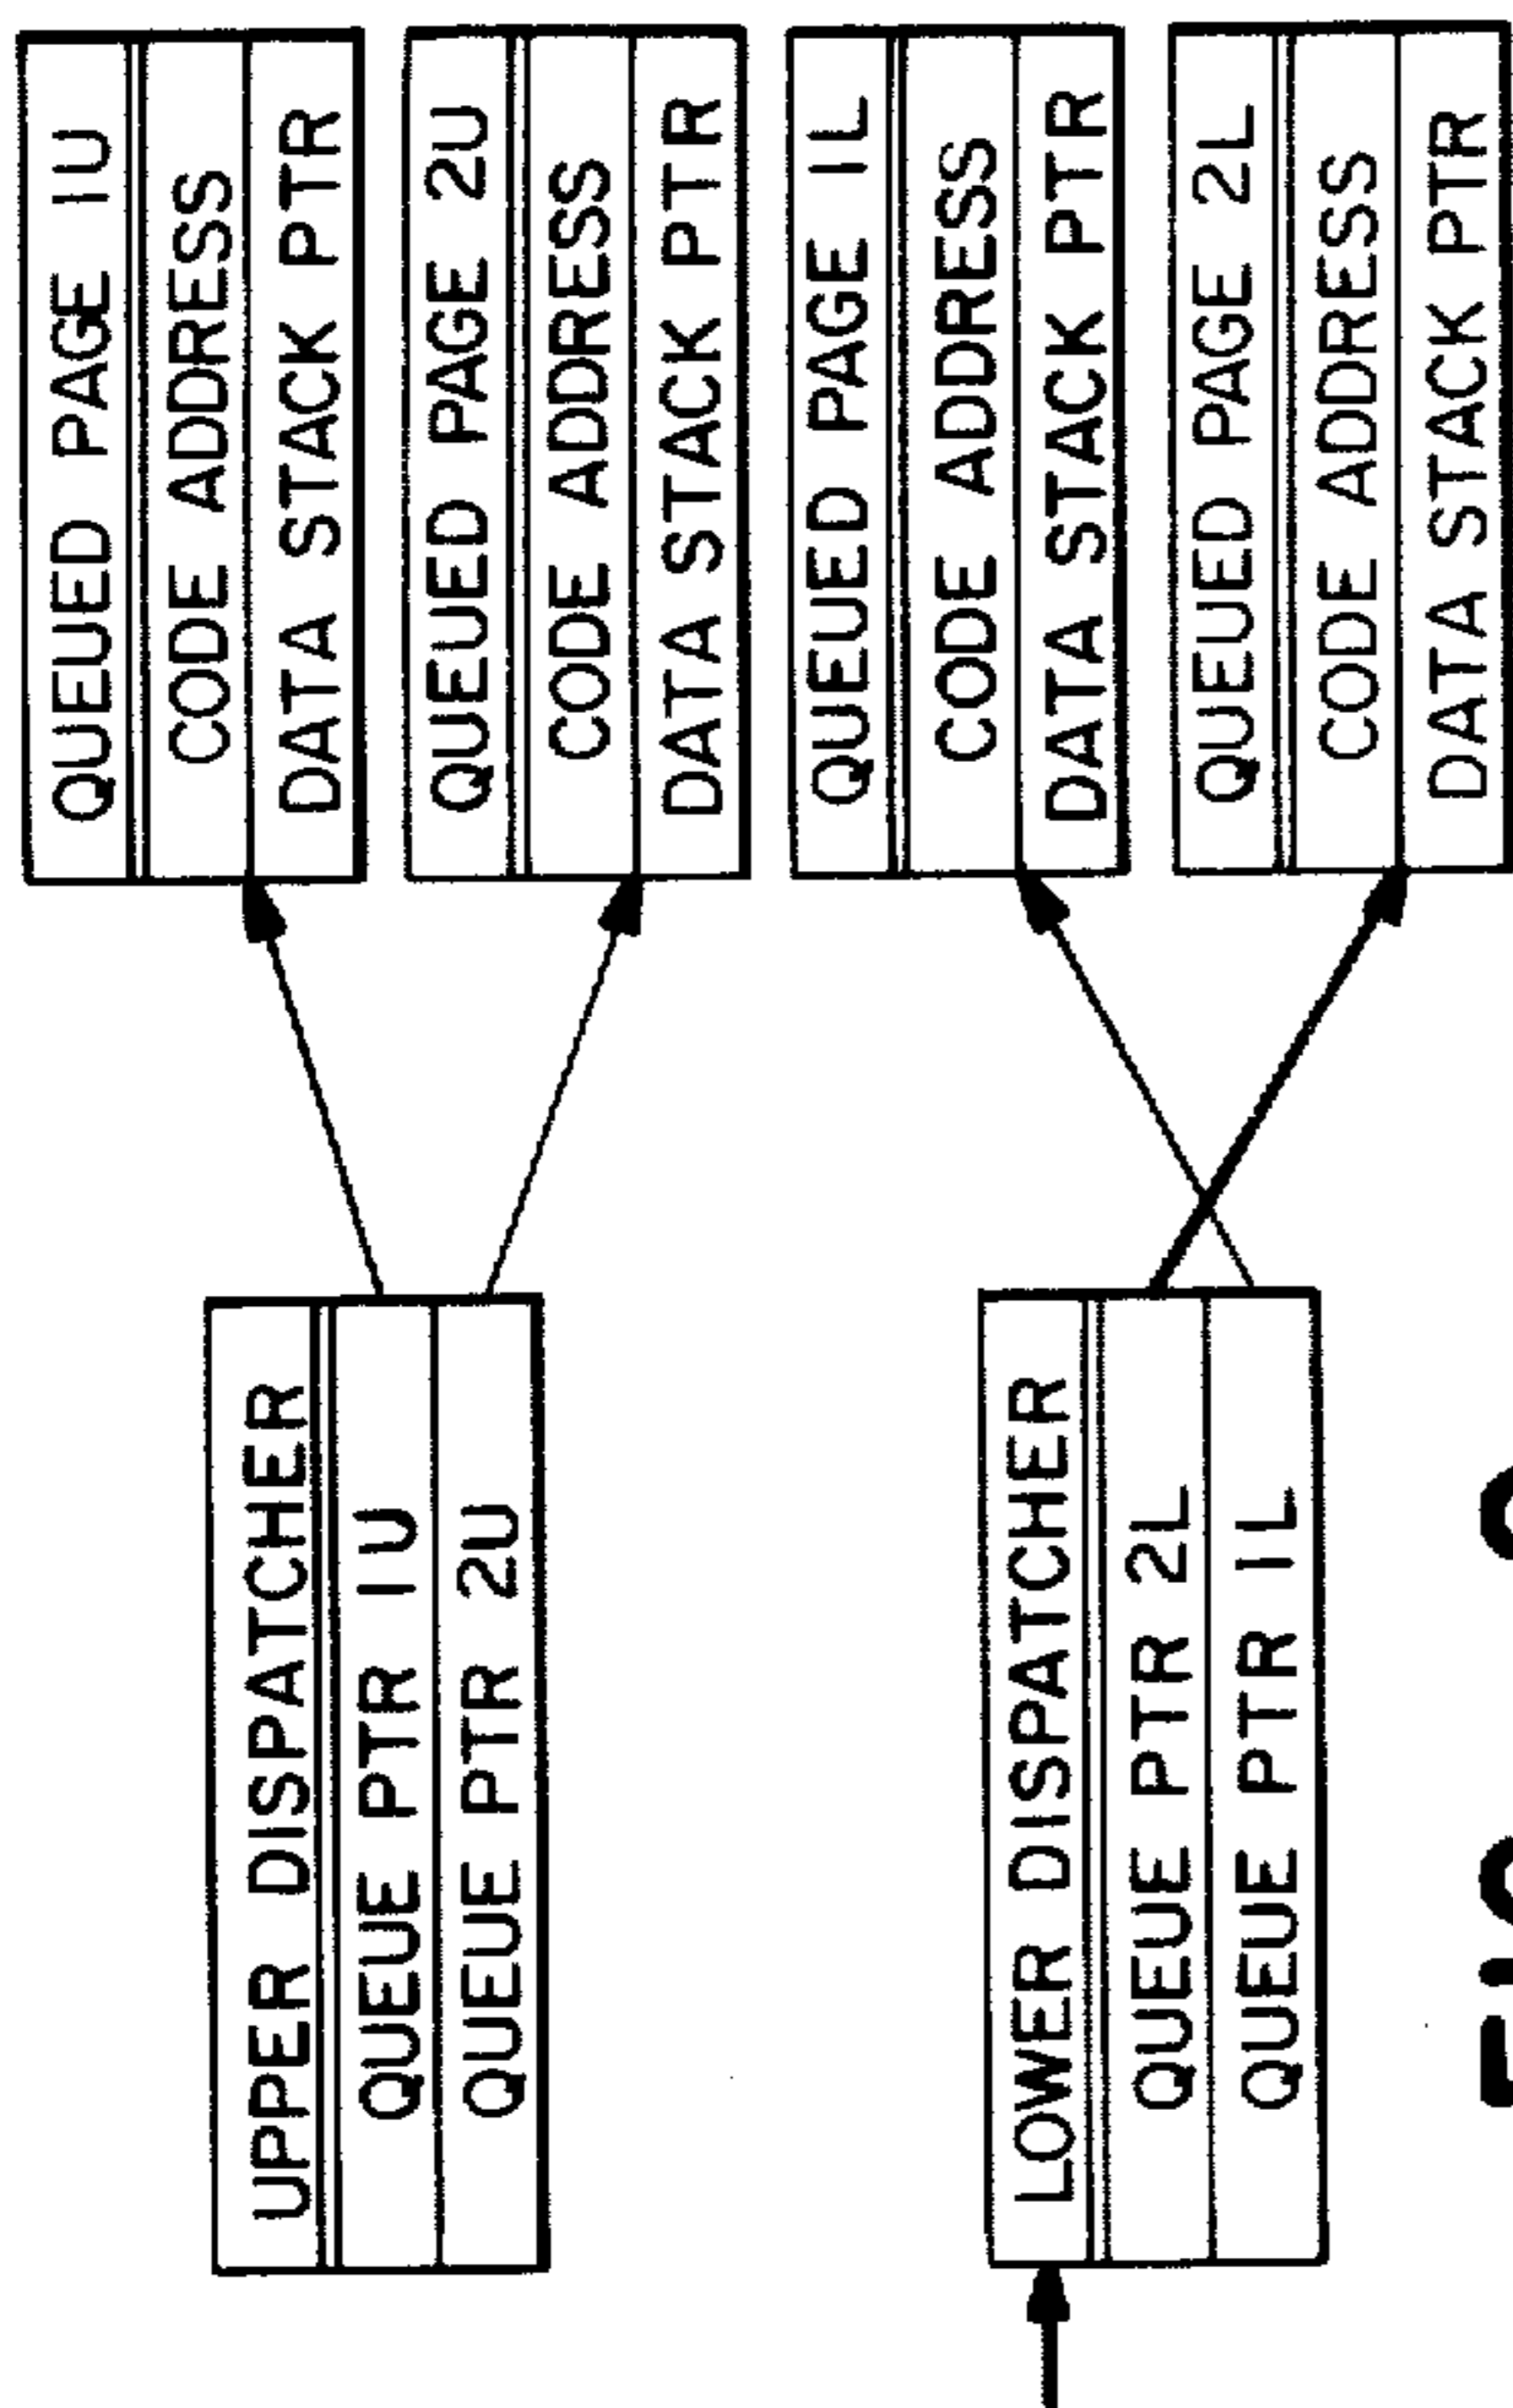 UPPER DISPATCHER
QUEUE PTR 1U
QUEUE PTR 2U
LOWER DISPATCHER
QUEUE PTR 2L
QUEUE PTR 1L
QUEUED PAGE 1U
CODE ADDRESS
DATA STACK PTR
QUEUED PAGE 2U
CODE ADDRESS
DATA STACK PTR
QUEUED PAGE 1L
CODE ADDRESS
DATA STACK PTR
QUEUED PAGE 2L
CODE ADDRESS
DATA STACK PTR